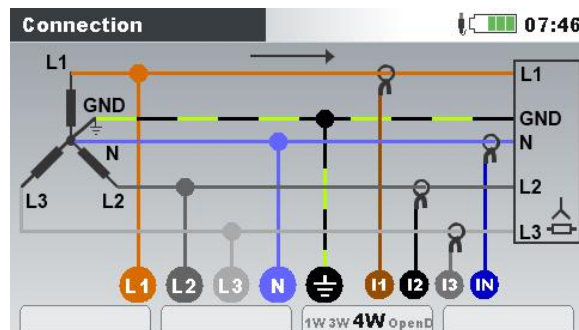 Connection 07:46
L1 L1
GND GND
N N
L3 L2 L2
L3
L1 L2 L3 N I1 I2 I3 IN
1W 3W 4W OpenD